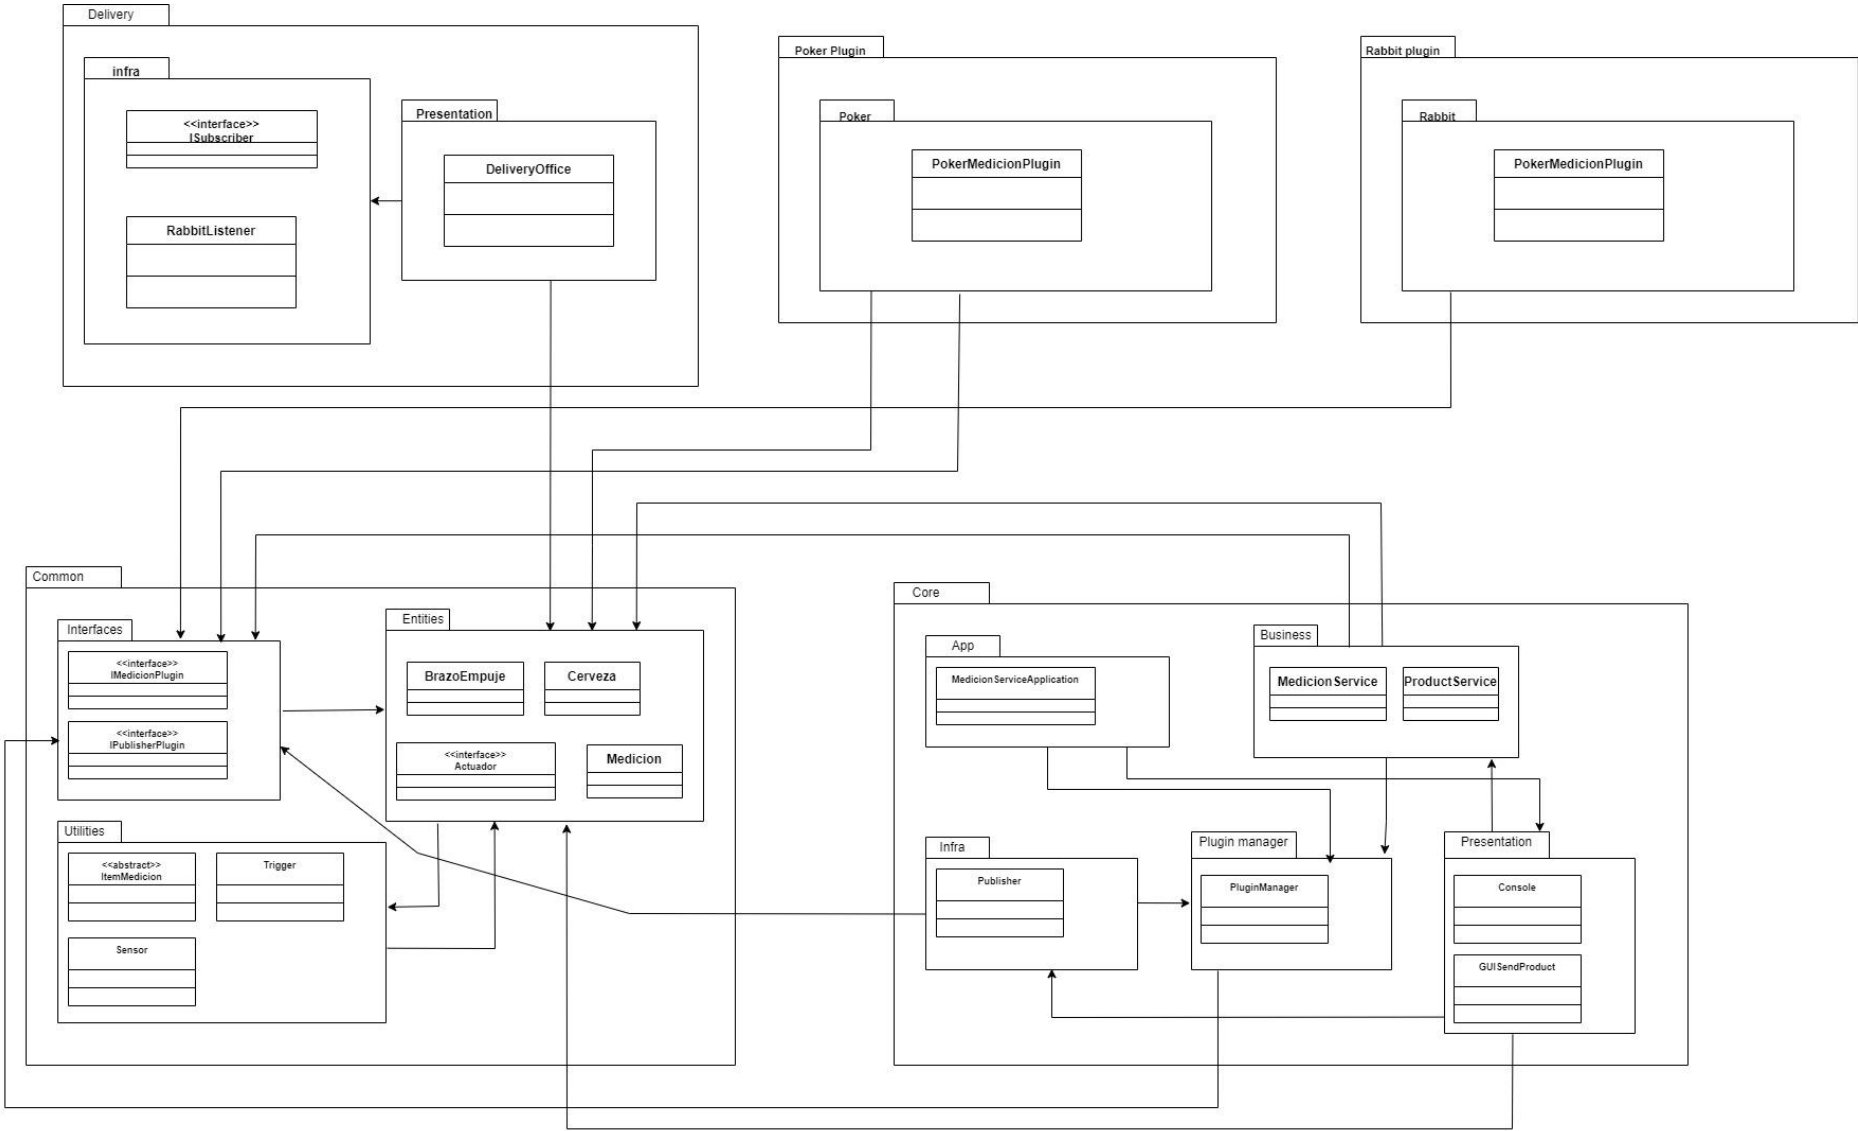 Delivery
infra
<<interface>>
ISubscriber
RabbitListener
Presentation
DeliveryOffice
Poker Plugin
Poker
PokerMedicionPlugin
Rabbit plugin
Rabbit
PokerMedicionPlugin
Common
Interfaces
<<interface>>
IMedicionPlugin
<<interface>>
IPublisherPlugin
Entities
BrazoEmpuje
Cerveza
<<interface>>
Actuador
Medicion
Utilities
<<abstract>>
ItemMedicion
Trigger
Sensor
Core
App
MedicionServiceApplication
Business
MedicionService
ProductService
Infra
Publisher
Plugin manager
PluginManager
Presentation
Console
GUISendProduct